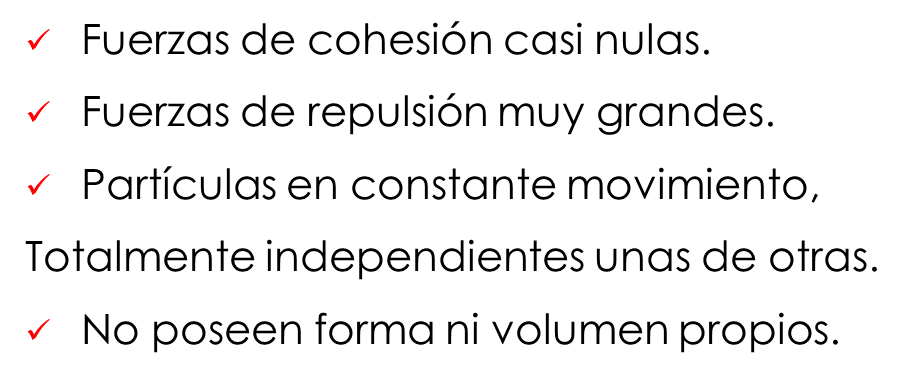 ✓ Fuerzas de cohesión casi nulas.
✓ Fuerzas de repulsión muy grandes.
✓ Partículas en constante movimiento,
Totalmente independientes unas de otras.
✓ No poseen forma ni volumen propios.